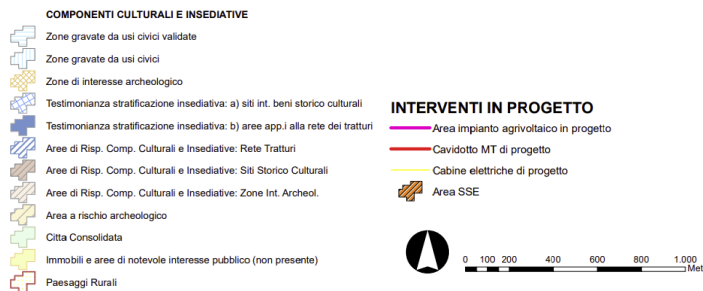 COMPONENTI CULTURALI E INSEDIATIVE
Zone gravate da usi civici validate
Zone gravate da usi civici
Zone di interesse archeologico
Testimonianza stratificazione insediativa: a) siti int. beni storico culturali
Testimonianza stratificazione insediativa: b) aree app.i alla rete dei tratturi
Aree di Risp. Comp. Culturali e Insediative: Rete Tratturi
Aree di Risp. Comp. Culturali e Insediative: Siti Storico Culturali
Aree di Risp. Comp. Culturali e Insediative: Zone Int. Archeol.
Area a rischio archeologico
Citta Consolidata
Immobili e aree di notevole interesse pubblico (non presente)
Paesaggi Rurali
INTERVENTI IN PROGETTO
Area impianto agrivoltaico in progetto
Cavidotto MT di progetto
Cabine elettriche di progetto
Area SSE
0 100 200 400 600 800 1.000
Met